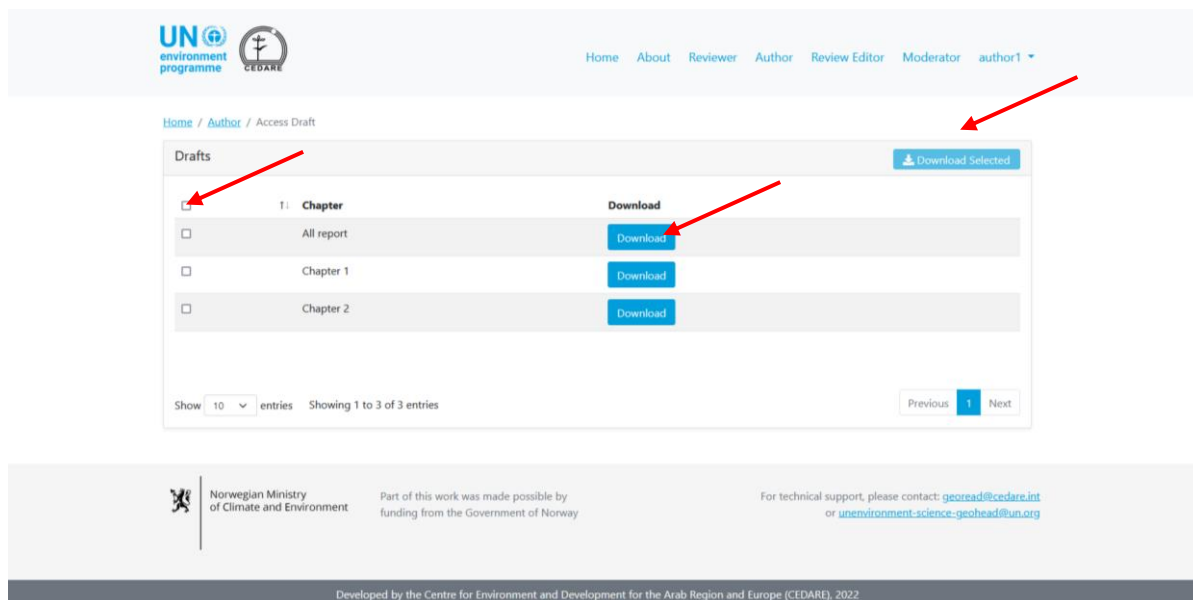 UN
environment
programme
CEDARE
Home About Reviewer Author Review Editor Moderator author1
Home / Author / Access Draft
Drafts
Download Selected
Chapter Download
All report Download
Chapter 1 Download
Chapter 2 Download
Show 10 entries Showing 1 to 3 of 3 entries
Previous 1 Next
Norwegian Ministry
of Climate and Environment
Part of this work was made possible by
funding from the Government of Norway
For technical support, please contact: georead@cedare.int
or unenvironment-science-geohead@un.org
Developed by the Centre for Environment and Development for the Arab Region and Europe (CEDARE), 2022